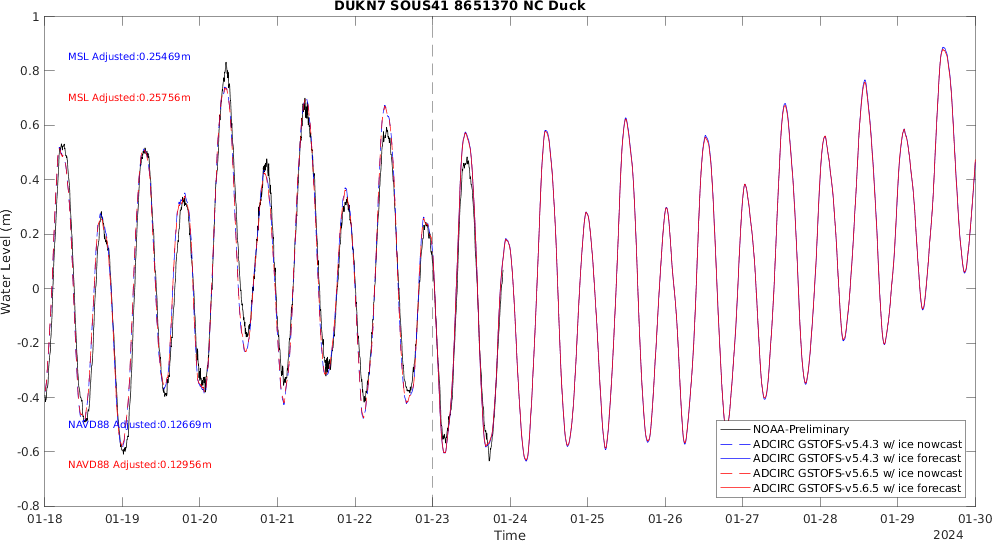 DUKN7 SOUS41 8651370 NC Duck
MSL Adjusted:0.25469m
MSL Adjusted:0.25756m
NAVD88 Adjusted:0.12669m
NAVD88 Adjusted:0.12956m
Water Level (m)
1
0.8
0.6
0.4
0.2
0
-0.2
-0.4
-0.6
-0.8
NOAA-Preliminary
ADCIRC GSTOFS-v5.4.3 w/ ice nowcast
ADCIRC GSTOFS-v5.4.3 w/ ice forecast
ADCIRC GSTOFS-v5.6.5 w/ ice nowcast
ADCIRC GSTOFS-v5.6.5 w/ ice forecast
01-18 01-19 01-20 01-21 01-22 01-23 01-24 01-25 01-26 01-27 01-28 01-29 01-30
Time
2024